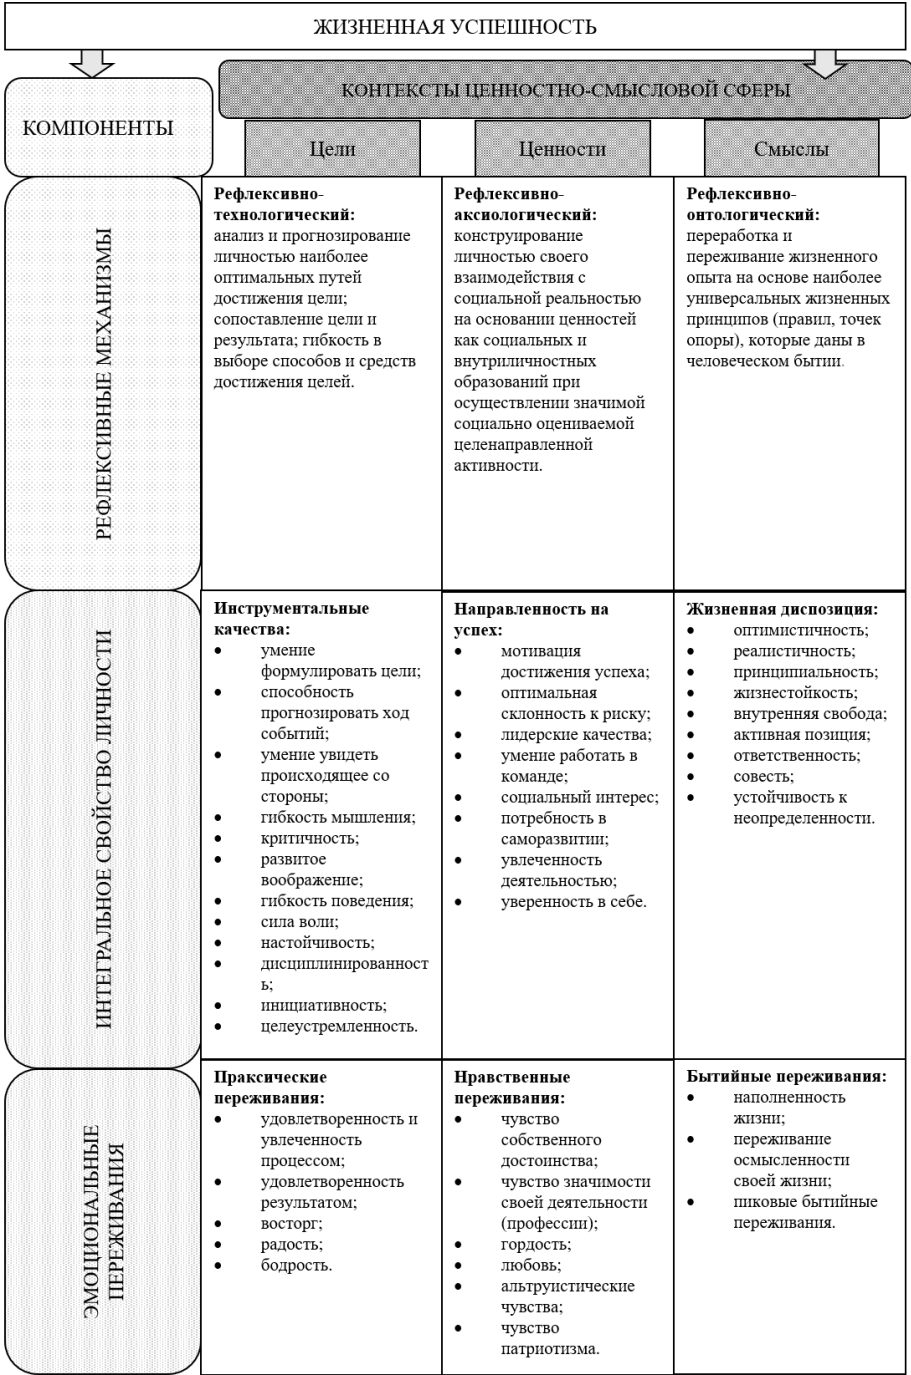 ЖИЗНЕННАЯ УСПЕШНОСТЬ
КОМПОНЕНТЫ
КОНТЕКСТЫ ЦЕННОСТНО-СМЫСЛОВОЙ СФЕРЫ
Цели
Ценности
Смыслы
РЕФЛЕКСИВНЫЕ МЕХАНИЗМЫ
Рефлексивно-
технологический:
анализ и прогнозирование
личностью наиболее
оптимальных путей
достижения цели;
сопоставление цели и
результата; гибкость в
выборе способов и средств
достижения целей.
Рефлексивно-
аксиологический:
конструирование
личностью своего
взаимодействия с
социальной реальностью
на основании ценностей
как социальных и
внутриличностных
образований при
осуществлении значимой
социально оцениваемой
целенаправленной
активности.
Рефлексивно-
онтологический:
переработка и
переживание жизненного
опыта на основе наиболее
универсальных жизненных
принципов (правил, точек
опоры), которые даны в
человеческом бытии.
ИНТЕГРАЛЬНОЕ СВОЙСТВО ЛИЧНОСТИ
Инструментальные
качества:
• умение
формулировать цели;
• способность
прогнозировать ход
событий;
• умение увидеть
происходящее со
стороны;
• гибкость мышления;
• критичность;
• развитое
воображение;
• гибкость поведения;
• сила воли;
• настойчивость;
• дисциплинированност
ь;
• инициативность;
• целеустремленность.
Направленность на
успех:
• мотивация
достижения успеха;
• оптимальная
склонность к риску;
• лидерские качества;
• умение работать в
команде;
• социальный интерес;
• потребность в
саморазвитии;
• увлеченность
деятельностью;
• уверенность в себе.
Жизненная диспозиция:
• оптимистичность;
• реалистичность;
• принципиальность;
• жизнестойкость;
• внутренняя свобода;
• активная позиция;
• ответственность;
• совесть;
• устойчивость к
неопределенности.
ЭМОЦИОНАЛЬНЫЕ
ПЕРЕЖИВАНИЯ
Праксические
переживания:
• удовлетворенность и
увлеченность
процессом;
• удовлетворенность
результатом;
• восторг;
• радость;
• бодрость.
Нравственные
переживания:
• чувство
собственного
достоинства;
• чувство значимости
своей деятельности
(профессии);
• гордость;
• любовь;
• альтруистические
чувства;
• чувство
патриотизма.
Бытийные переживания:
• наполненность
жизни;
• переживание
осмысленности
своей жизни;
• пиковые бытийные
переживания.